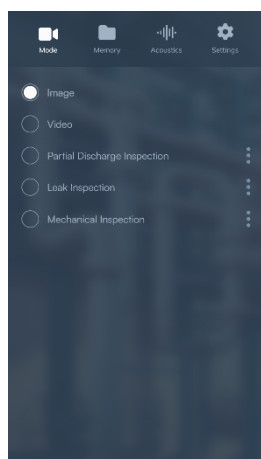 Mode
Memory
Acoustics
Settings
Image
Video
Partial Discharge Inspection
Leak Inspection
Mechanical Inspection